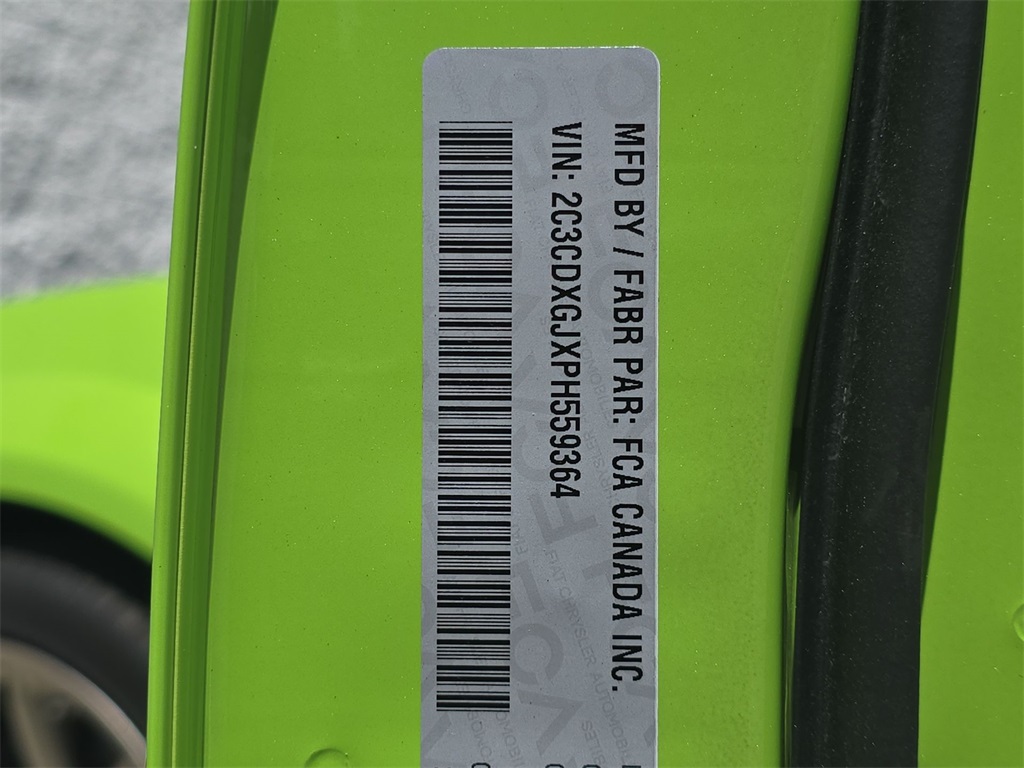 MFD BY / FABR PAR: FCA CANADA INC.
VIN: 2C3CDXGJXPH559364